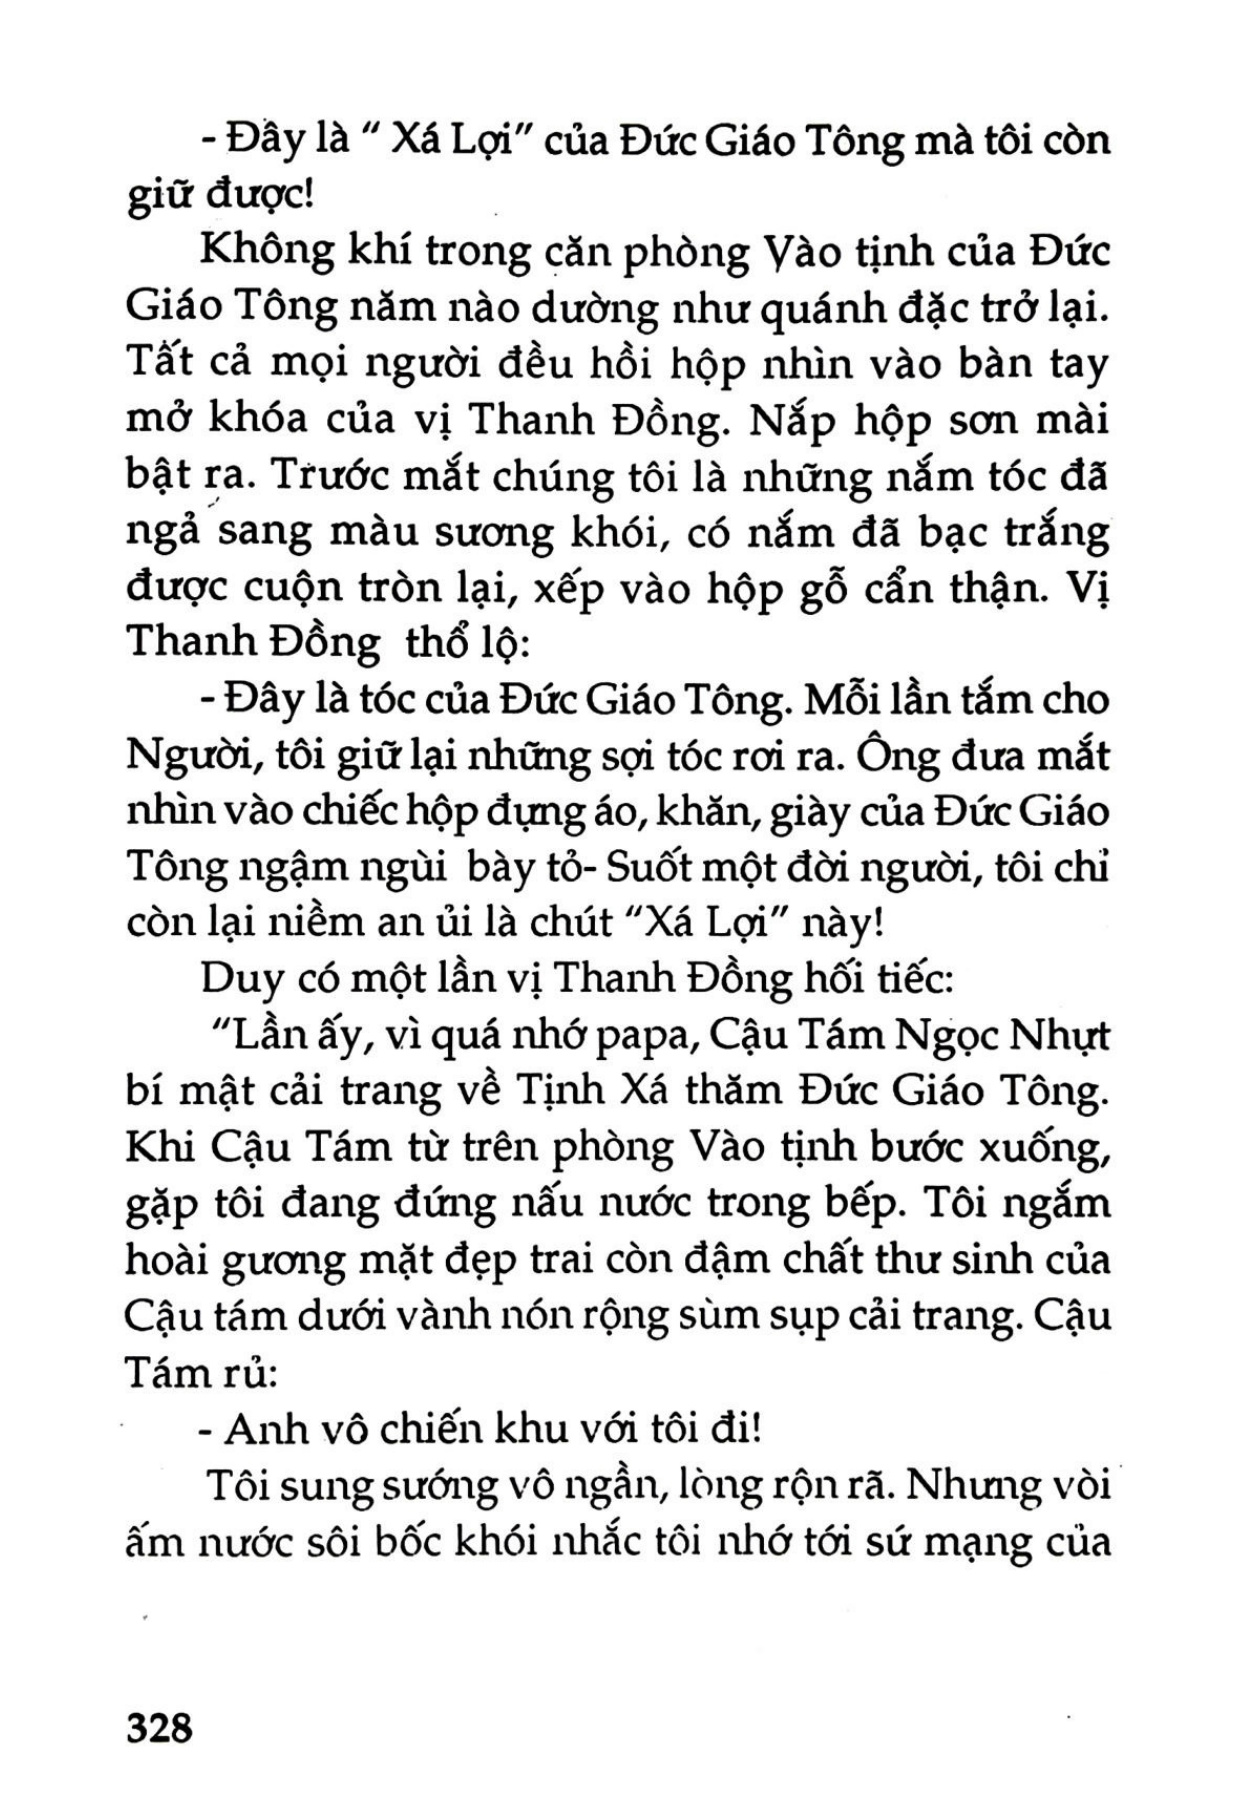 - Đây là " Xá Lợi" của Đức Giáo Tông mà tôi còn
giữ được!
Không khí trong căn phòng Vào tịnh của Đức
Giáo Tông năm nào dường như quánh đặc trở lại.
Tất cả mọi người đều hồi hộp nhìn vào bàn tay
mở khóa của vị Thanh Đồng. Nắp hộp sơn mài
bật ra. Trước mắt chúng tôi là những nắm tóc đã
ngả sang màu sương khói, có nắm đã bạc trắng
được cuộn tròn lại, xếp vào hộp gỗ cẩn thận. Vị
Thanh Đồng thổ lộ:
- Đây là tóc của Đức Giáo Tông. Mỗi lần tắm cho
Người, tôi giữ lại những sợi tóc rơi ra. Ông đưa mắt
nhìn vào chiếc hộp đựng áo, khăn, giày của Đức Giáo
Tông ngậm ngùi bày tỏ- Suốt một đời người, tôi chỉ
còn lại niềm an ủi là chút "Xá Lợi" này!
Duy có một lần vị Thanh Đồng hối tiếc:
"Lần ấy, vì quá nhớ papa, Cậu Tám Ngọc Nhựt
bí mật cải trang về Tịnh Xá thăm Đức Giáo Tông.
Khi Cậu Tám từ trên phòng Vào tịnh bước xuống,
gặp tôi đang đứng nấu nước trong bếp. Tôi ngắm
hoài gương mặt đẹp trai còn đậm chất thư sinh của
Cậu tám dưới vành nón rộng sùm sụp cải trang. Cậu
Tám rủ:
- Anh vô chiến khu với tôi đi!
Tôi sung sướng vô ngần, lòng rộn rã. Nhưng vòi
ấm nước sôi bốc khói nhắc tôi nhớ tới sứ mạng của
328